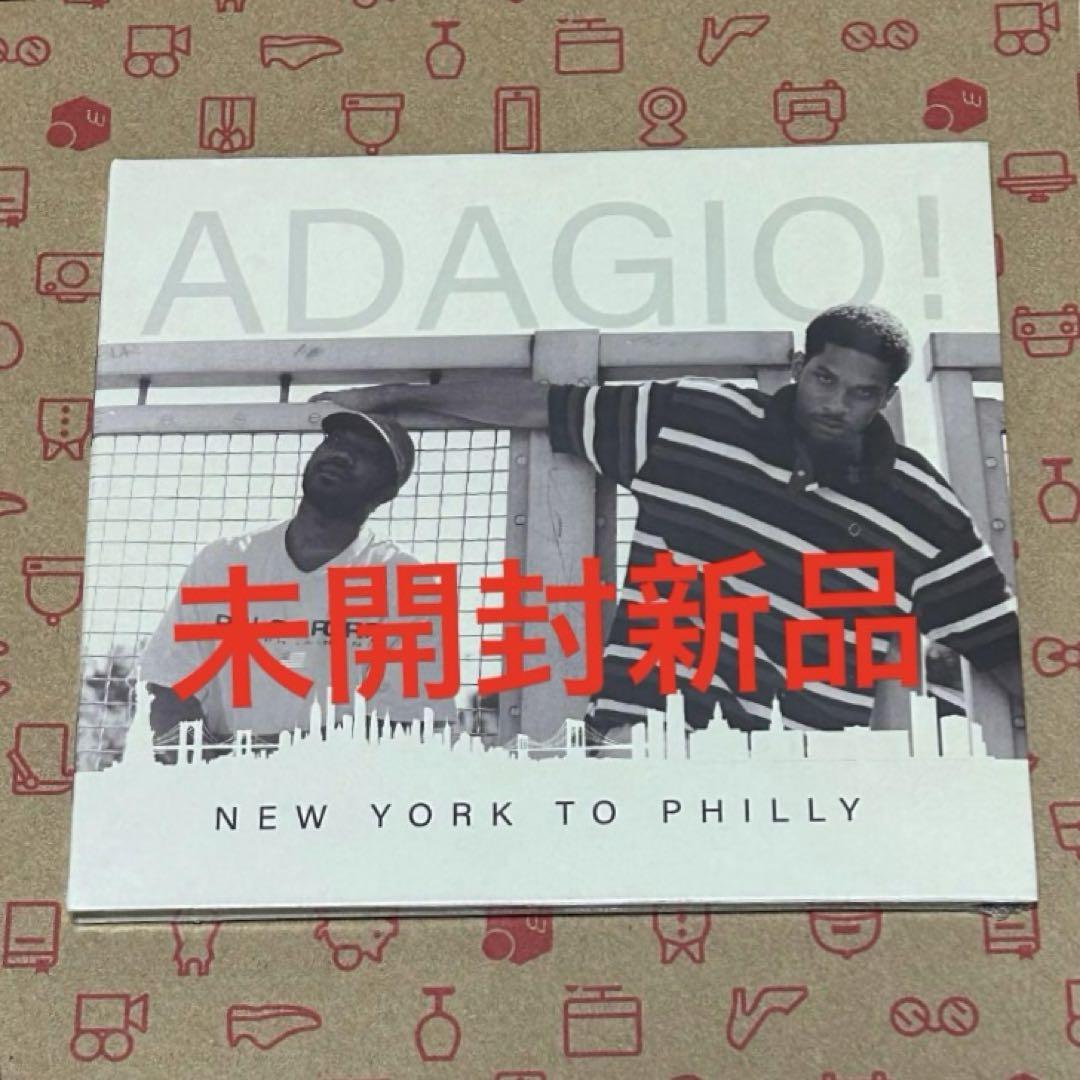 ADAGIO!
未開封新品
NEW YORK TO PHILLY